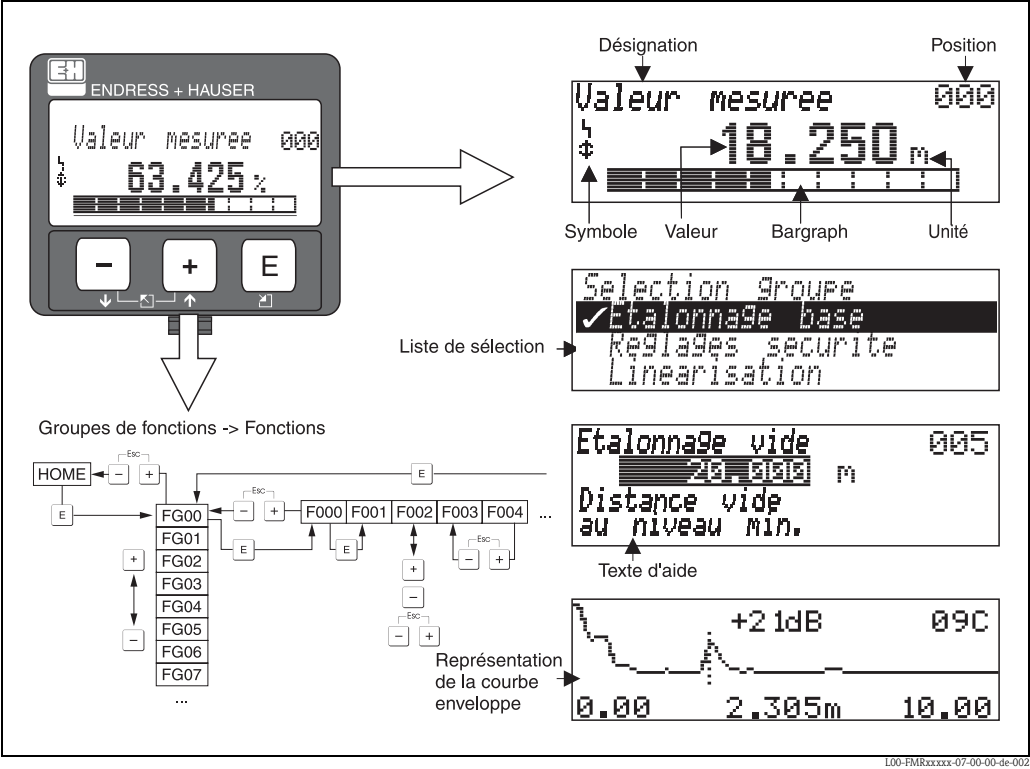 E+H
ENDRESS + HAUSER
Valeur mesuree 000
63.425 %
- + E
Désignation
Position
Valeur mesuree 000
18.250 m
Symbole
Valeur
Bargraph
Unité
Selection groupe
✓Etalonnage base
Reglages securite
Linearisation
Liste de sélection
Groupes de fonctions -> Fonctions
Etalonnage vide 005
20.000 m
Distance vide
au niveau min.
Texte d'aide
HOME
Esc
- +
E
E
Esc
- +
E
FG00
FG01
FG02
FG03
FG04
FG05
FG06
FG07
...
+
-
F000 F001 F002 F003 F004 ...
E
+
-
Esc
- +
Esc
- +
Représentation
de la courbe
enveloppe
+21dB 09C
0.00 2.305m 10.00
L00-FMRxxxxx-07-00-00-de-002